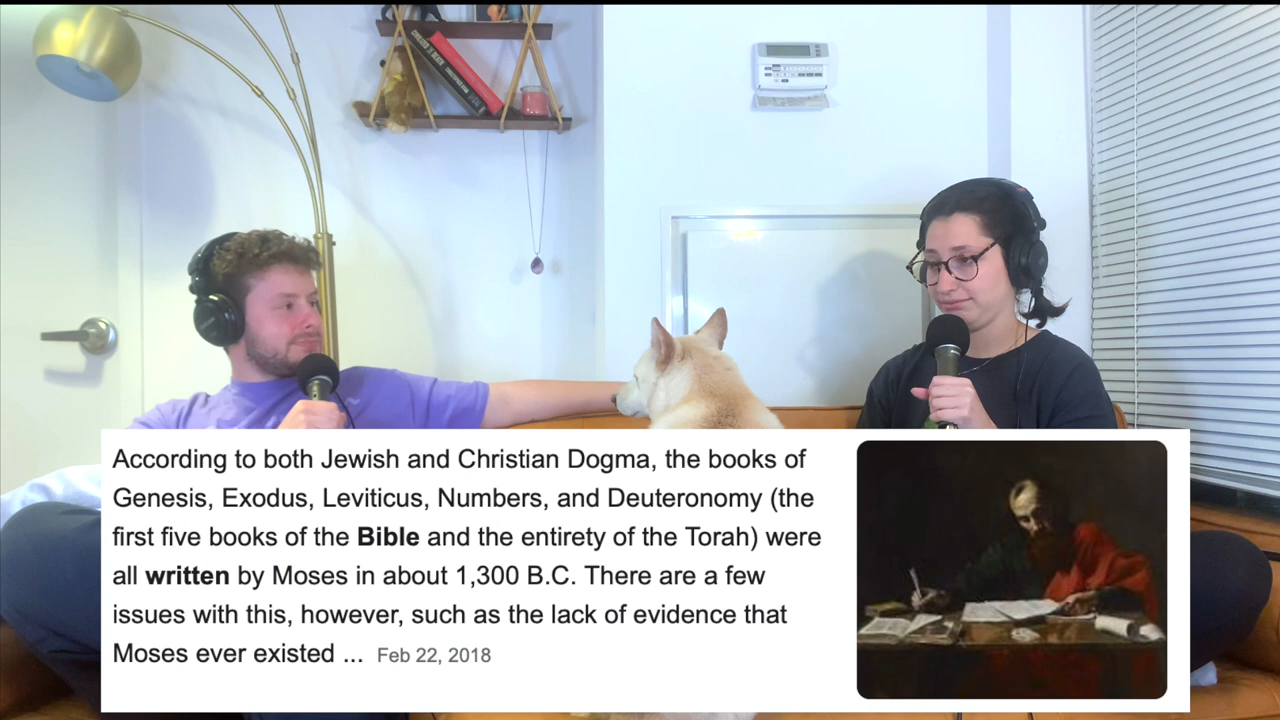 According to both Jewish and Christian Dogma, the books of
Genesis, Exodus, Leviticus, Numbers, and Deuteronomy (the
first five books of the Bible and the entirety of the Torah) were
all written by Moses in about 1,300 B.C. There are a few
issues with this, however, such as the lack of evidence that
Moses ever existed ... Feb 22, 2018